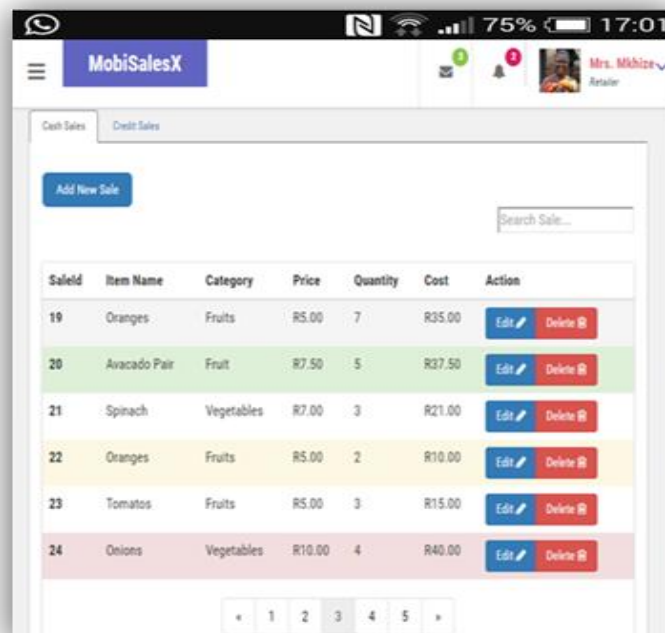 75% 17:01
MobiSalesX 3 2 Mrs. Mkhize
Retailer
Cash Sales Credit Sales
Add New Sale
Search Sale...
SaleId Item Name Category Price Quantity Cost Action
19 Oranges Fruits R5.00 7 R35.00 Edit Delete
20 Avacado Pair Fruit R7.50 5 R37.50 Edit Delete
21 Spinach Vegetables R7.00 3 R21.00 Edit Delete
22 Oranges Fruits R5.00 2 R10.00 Edit Delete
23 Tomatos Fruits R5.00 3 R15.00 Edit Delete
24 Onions Vegetables R10.00 4 R40.00 Edit Delete
« 1 2 3 4 5 »